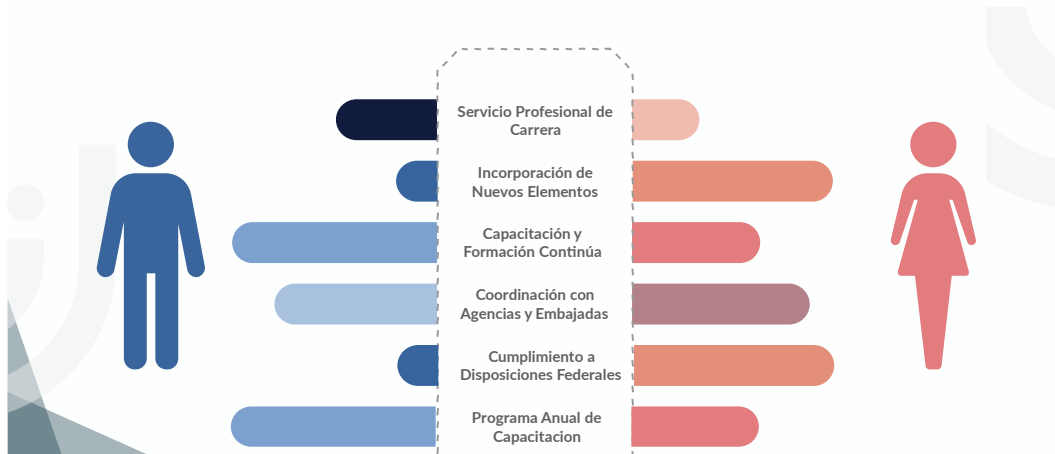 Servicio Profesional de
Carrera
Incorporación de
Nuevos Elementos
Capacitación y
Formación Continúa
Coordinación con
Agencias y Embajadas
Cumplimiento a
Disposiciones Federales
Programa Anual de
Capacitacion